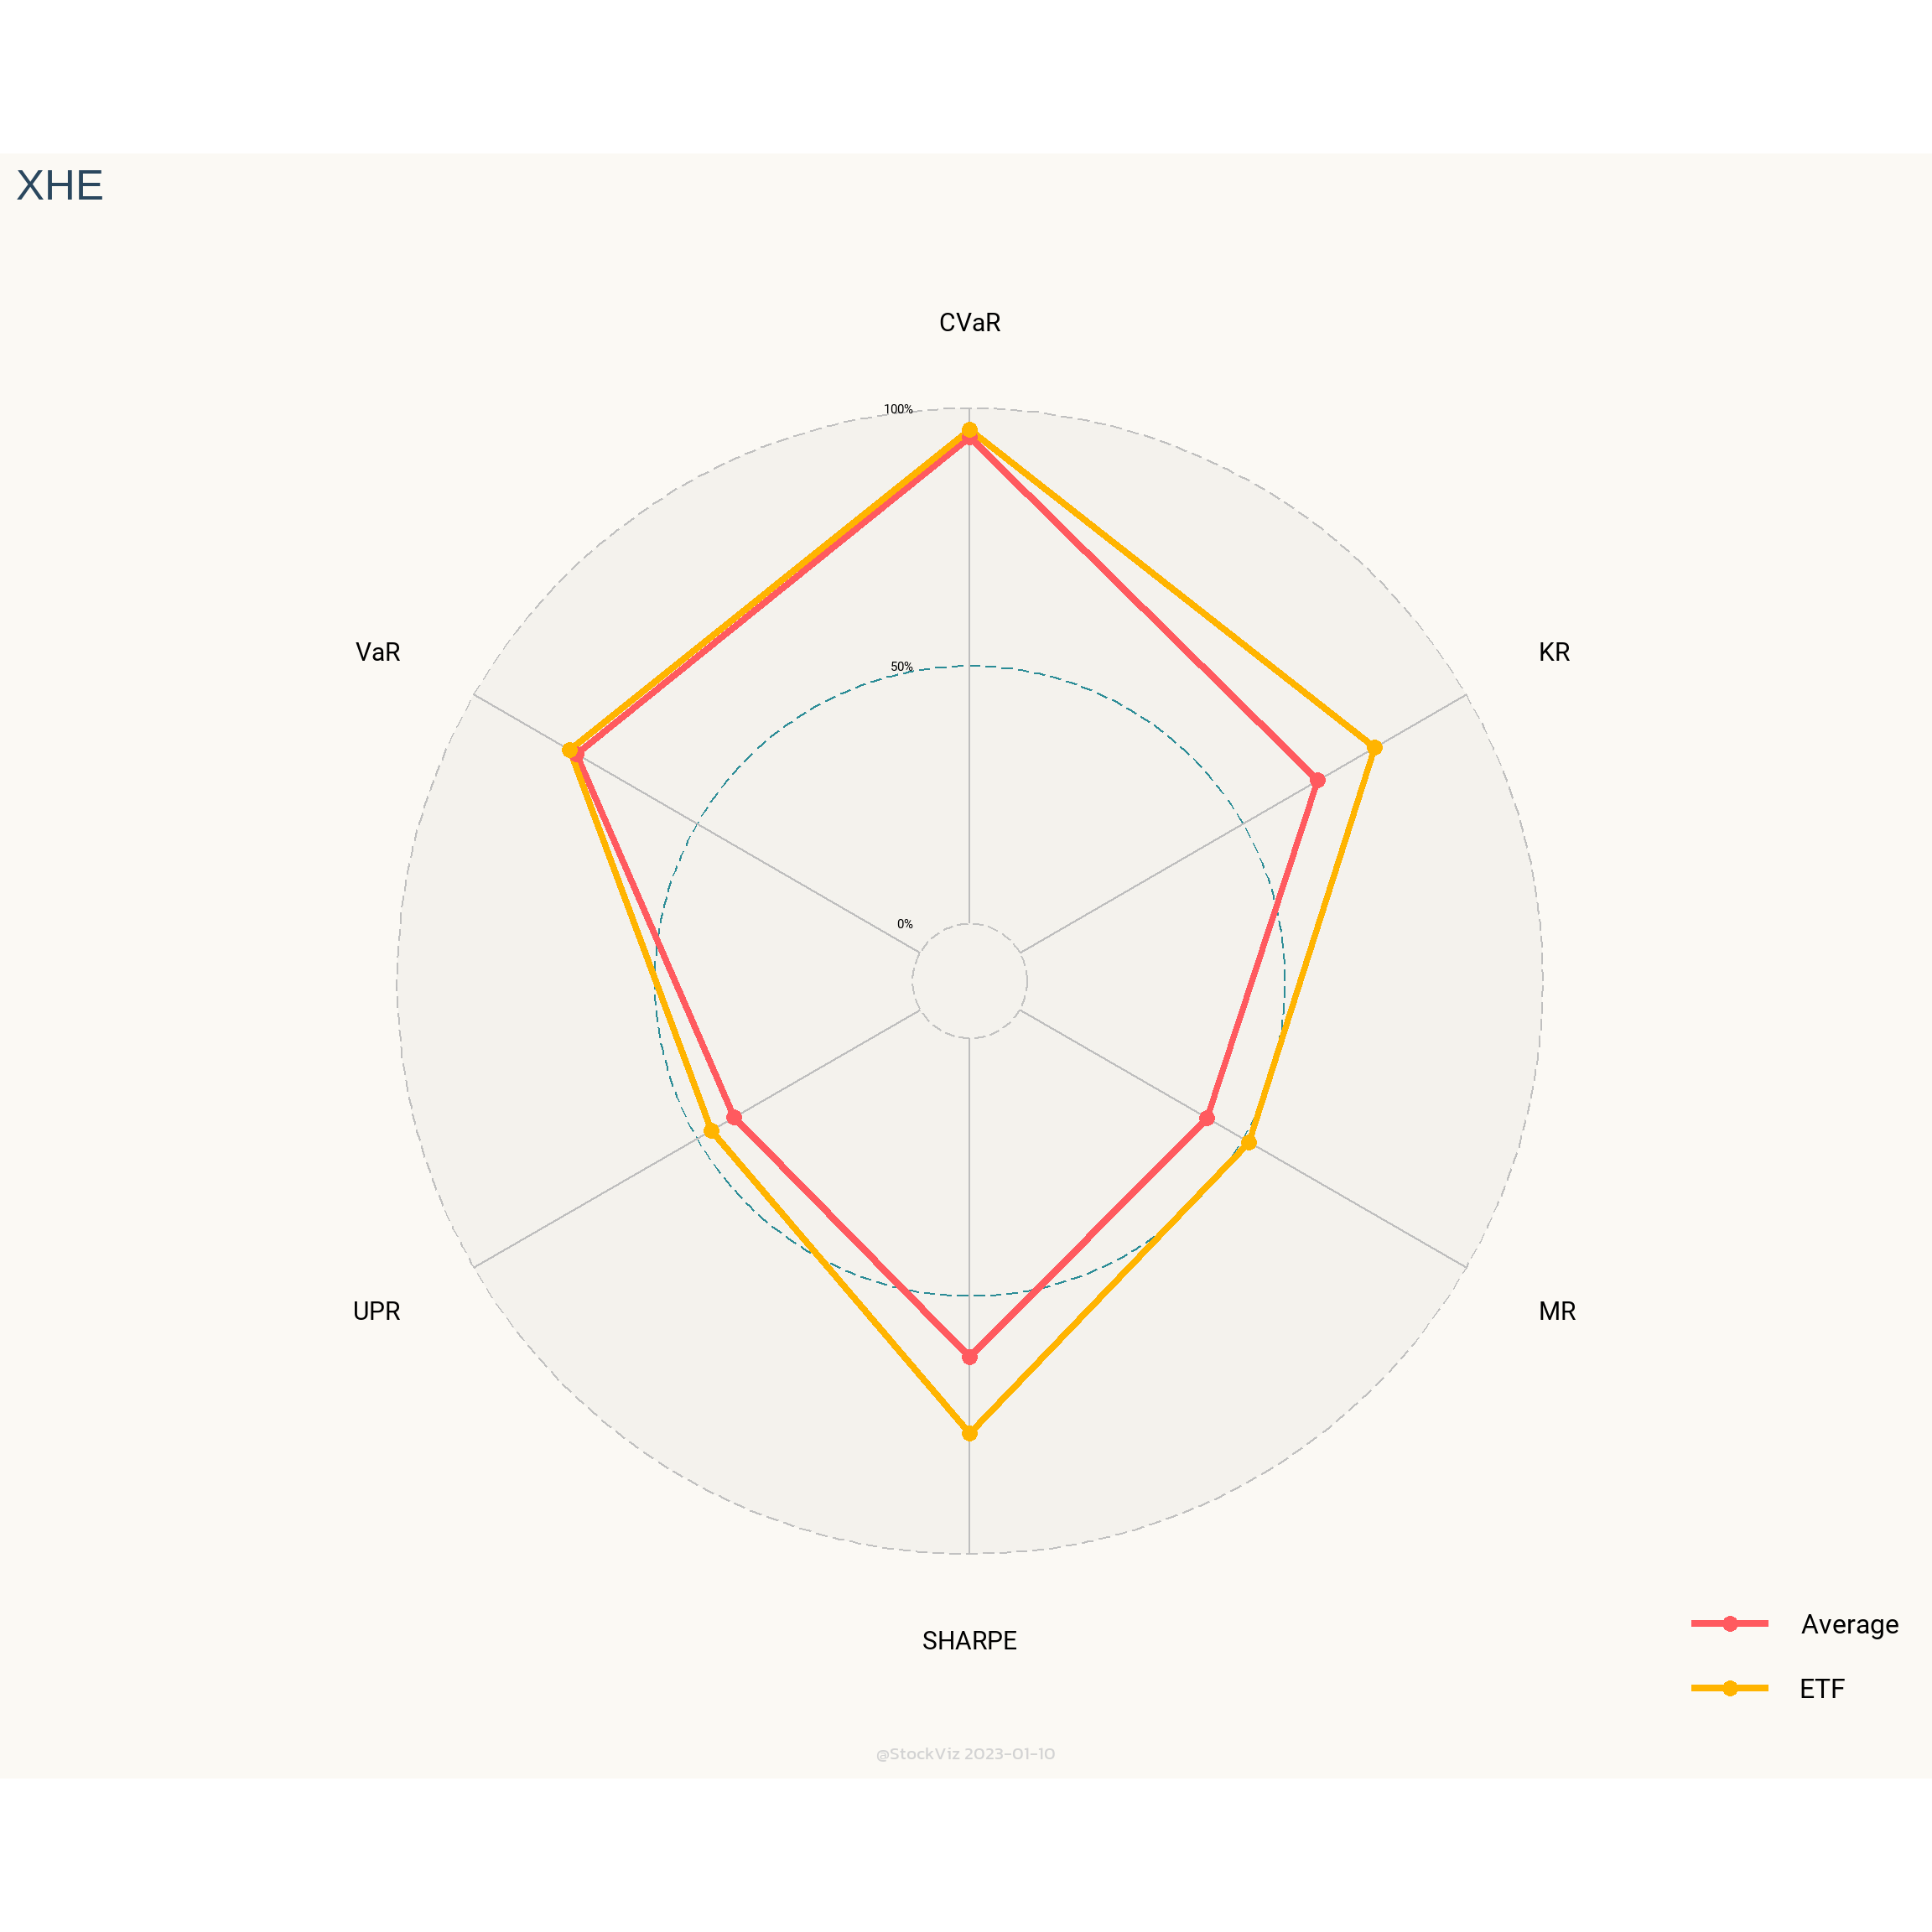 XHE
CVaR
100%
VaR
KR
50%
0%
UPR
MR
SHARPE
Average
ETF
@StockViz 2023-01-10